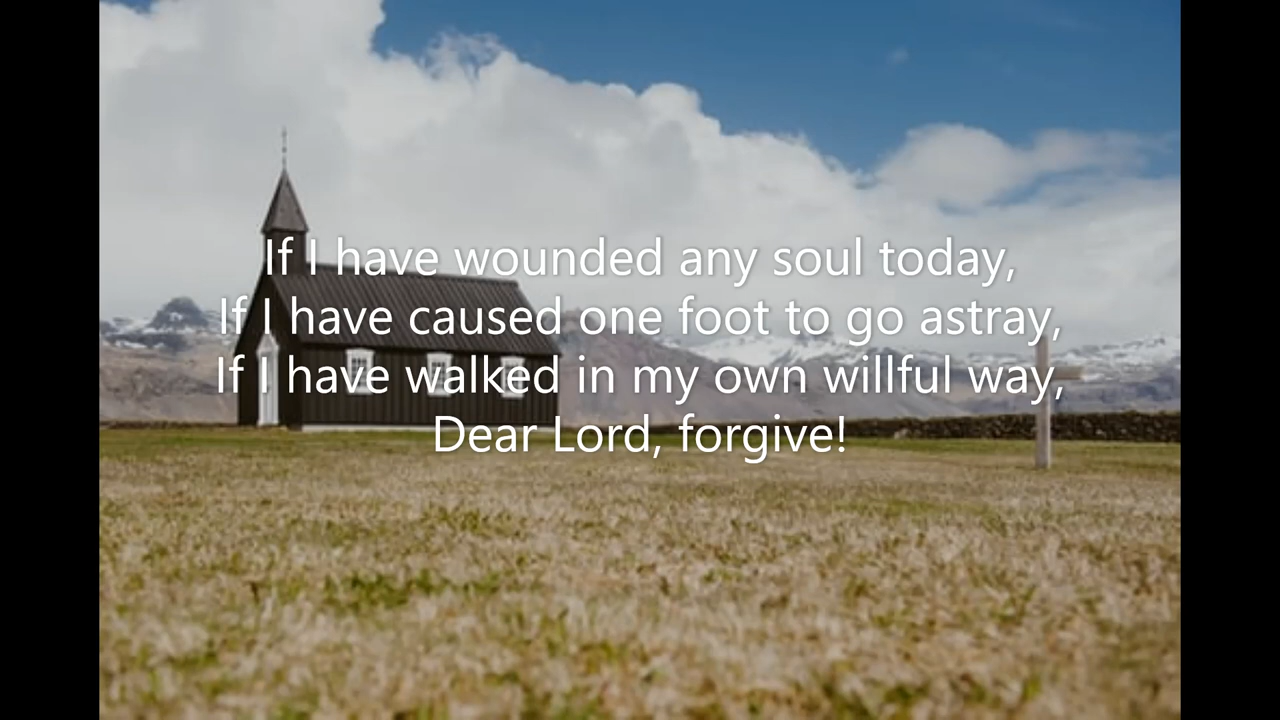 If I have wounded any soul today,
If I have caused one foot to go astray,
If I have walked in my own willful way,
Dear Lord, forgive!